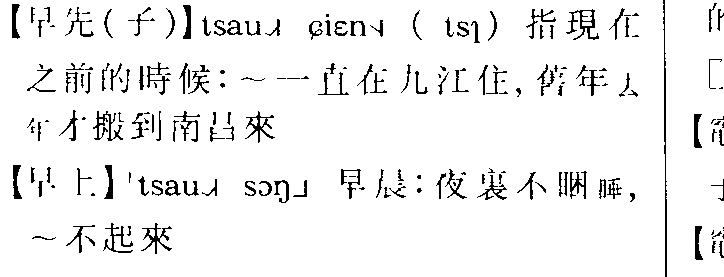 【早先(子)】tsau˨˩ ɕiɛn˦˨ ( tsɿ) 指現在
之前的時候：～一直在九江住，舊年去
年才搬到南昌來
【早上】tsau˨˩ sɔŋ˩ 早晨：夜裏不睏睡，
～不起來